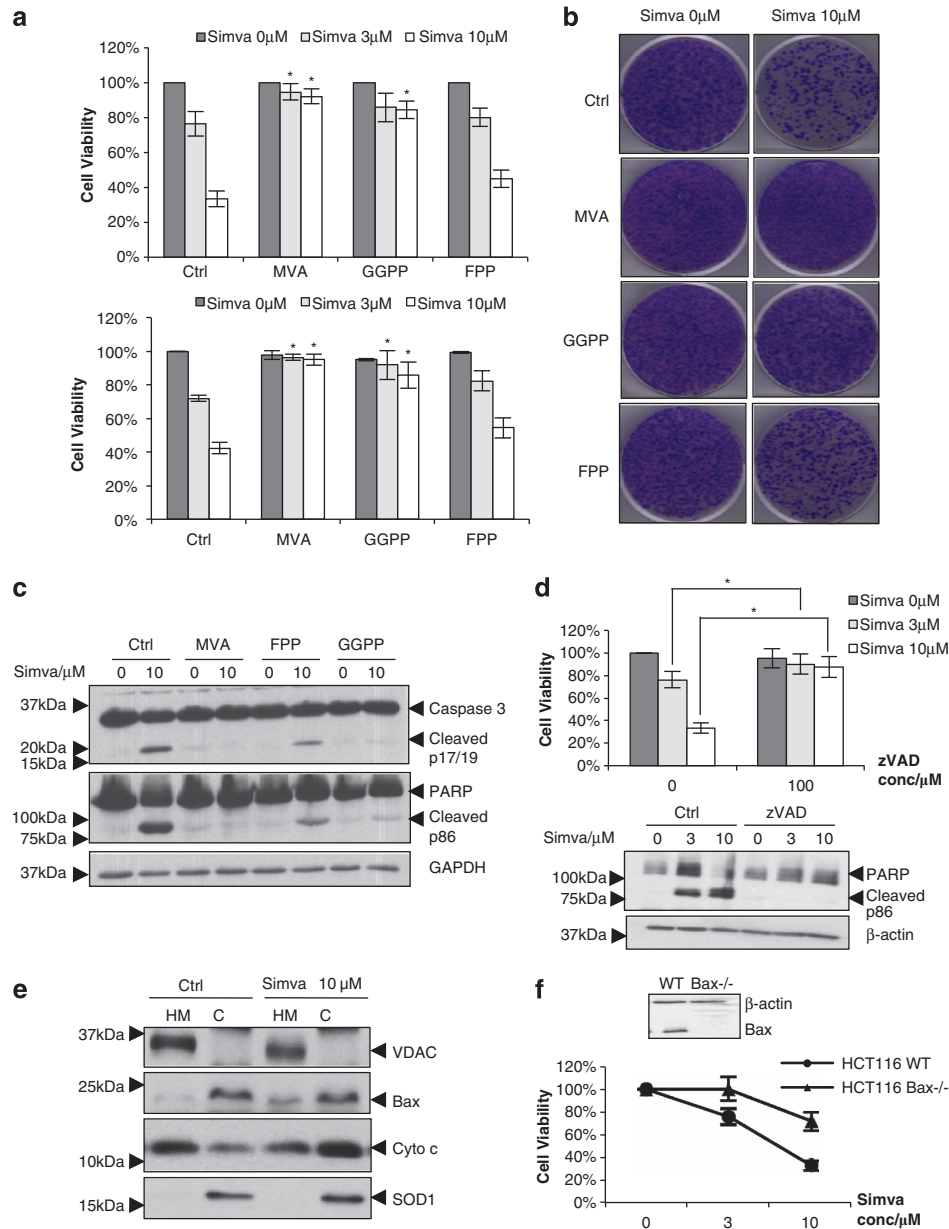 a
Simva 0μM Simva 3μM Simva 10μM
120%
100%
80%
60%
40%
20%
0%
Cell Viability
* * *
Ctrl MVA GGPP FPP
Simva 0μM Simva 3μM Simva 10μM
120%
100%
80%
60%
40%
20%
0%
Cell Viability
* * * *
Ctrl MVA GGPP FPP
b
Simva 0μM Simva 10μM
Ctrl
MVA
GGPP
FPP
c
Ctrl MVA FPP GGPP
Simva/μM 0 10 0 10 0 10 0 10
37kDa
Caspase 3
20kDa
15kDa
Cleaved
p17/19
PARP
100kDa
75kDa
Cleaved
p86
37kDa
GAPDH
d
* *
Simva 0μM
Simva 3μM
Simva 10μM
120%
100%
80%
60%
40%
20%
0%
Cell Viability
0 100
zVAD
conc/μM
Ctrl zVAD
Simva/μM 0 3 10 0 3 10
100kDa
PARP
75kDa
Cleaved
p86
37kDa
β-actin
e
Ctrl Simva 10 μM
HM C HM C
37kDa
VDAC
25kDa
Bax
Cyto c
10kDa
15kDa
SOD1
f
WT Bax-/-
β-actin
Bax
HCT116 WT
HCT116 Bax-/-
120%
100%
80%
60%
40%
20%
0%
Cell Viability
0 3 10
Simva
conc/μM